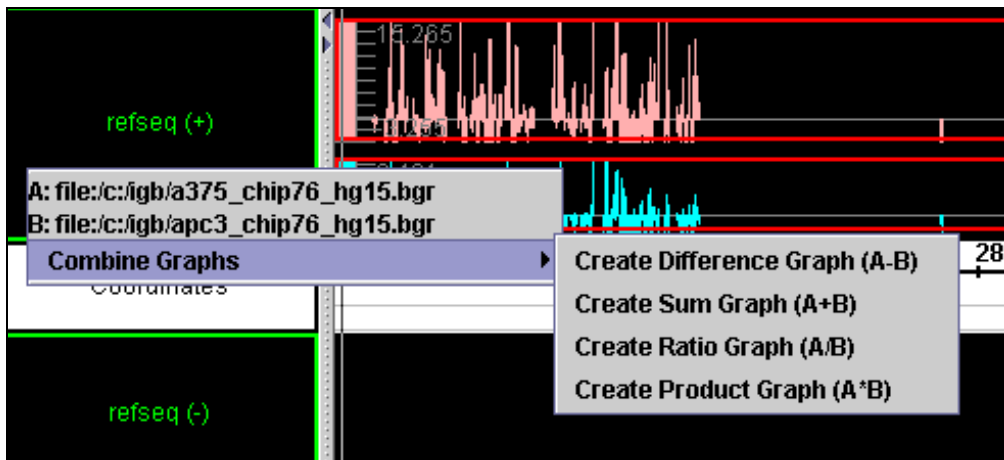 15.265
refseq (+)
A: file:/c:/igb/a375_chip76_hg15.bgr
B: file:/c:/igb/apc3_chip76_hg15.bgr
Combine Graphs
Create Difference Graph (A-B)
28
Create Sum Graph (A+B)
Coordinates
Create Ratio Graph (A/B)
Create Product Graph (A*B)
refseq (-)